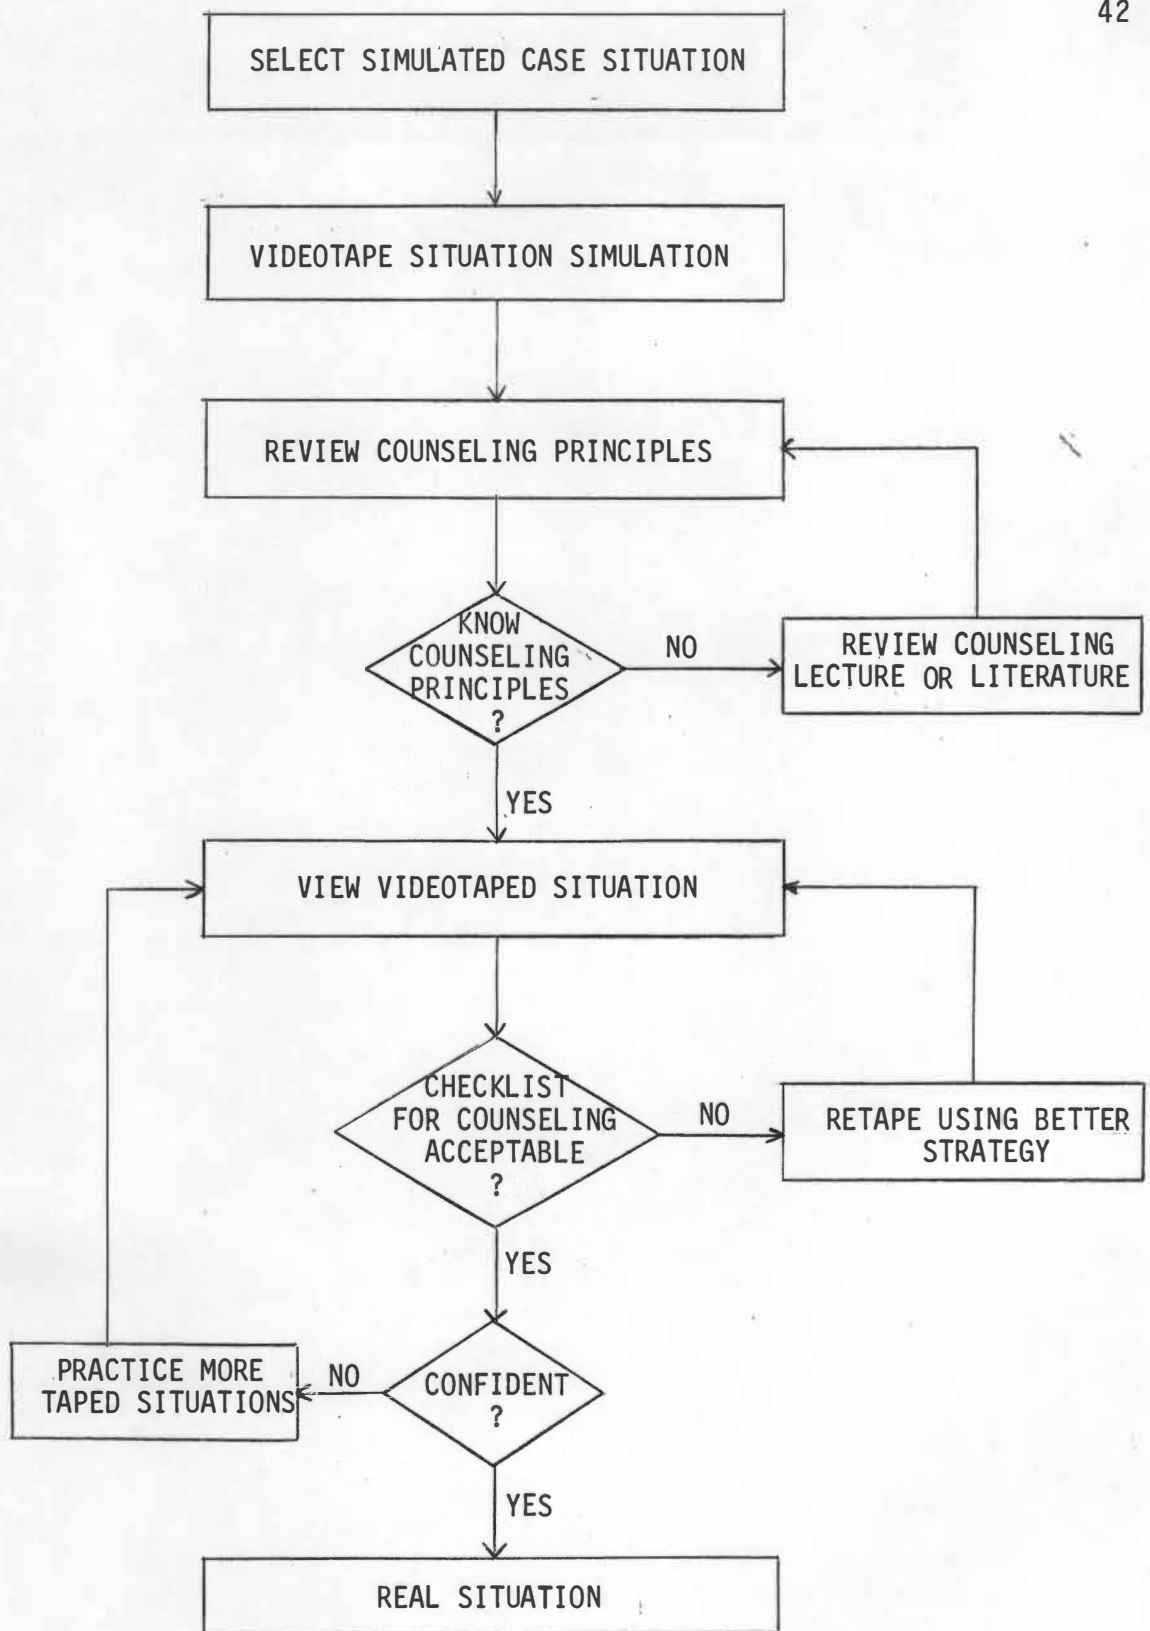 42
SELECT SIMULATED CASE SITUATION
VIDEOTAPE SITUATION SIMULATION
REVIEW COUNSELING PRINCIPLES
KNOW
COUNSELING
PRINCIPLES
?
NO
REVIEW COUNSELING
LECTURE OR LITERATURE
YES
VIEW VIDEOTAPED SITUATION
CHECKLIST
FOR COUNSELING
ACCEPTABLE
?
NO
RETAPE USING BETTER
STRATEGY
YES
CONFIDENT
?
NO
PRACTICE MORE
TAPED SITUATIONS
YES
REAL SITUATION